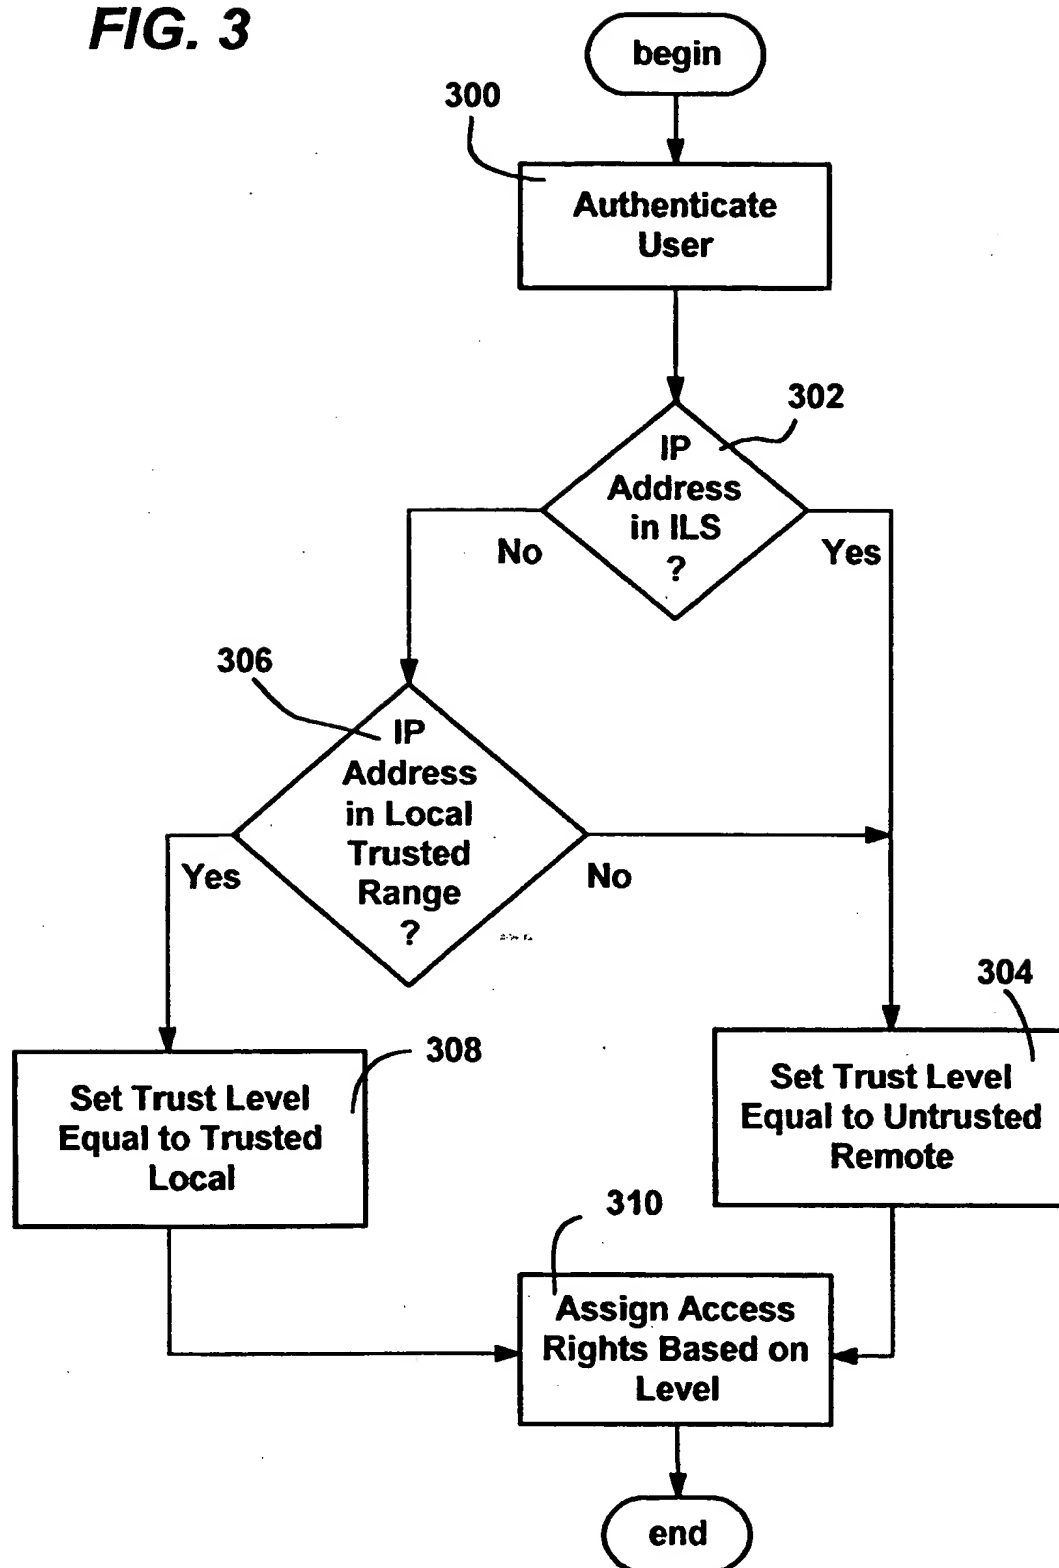 FIG. 3
begin
300
Authenticate
User
302
IP
Address
in ILS
?
No
Yes
306
IP
Address
in Local
Trusted
Range
?
Yes
No
304
308
Set Trust Level
Equal to Trusted
Local
Set Trust Level
Equal to Untrusted
Remote
310
Assign Access
Rights Based on
Level
end